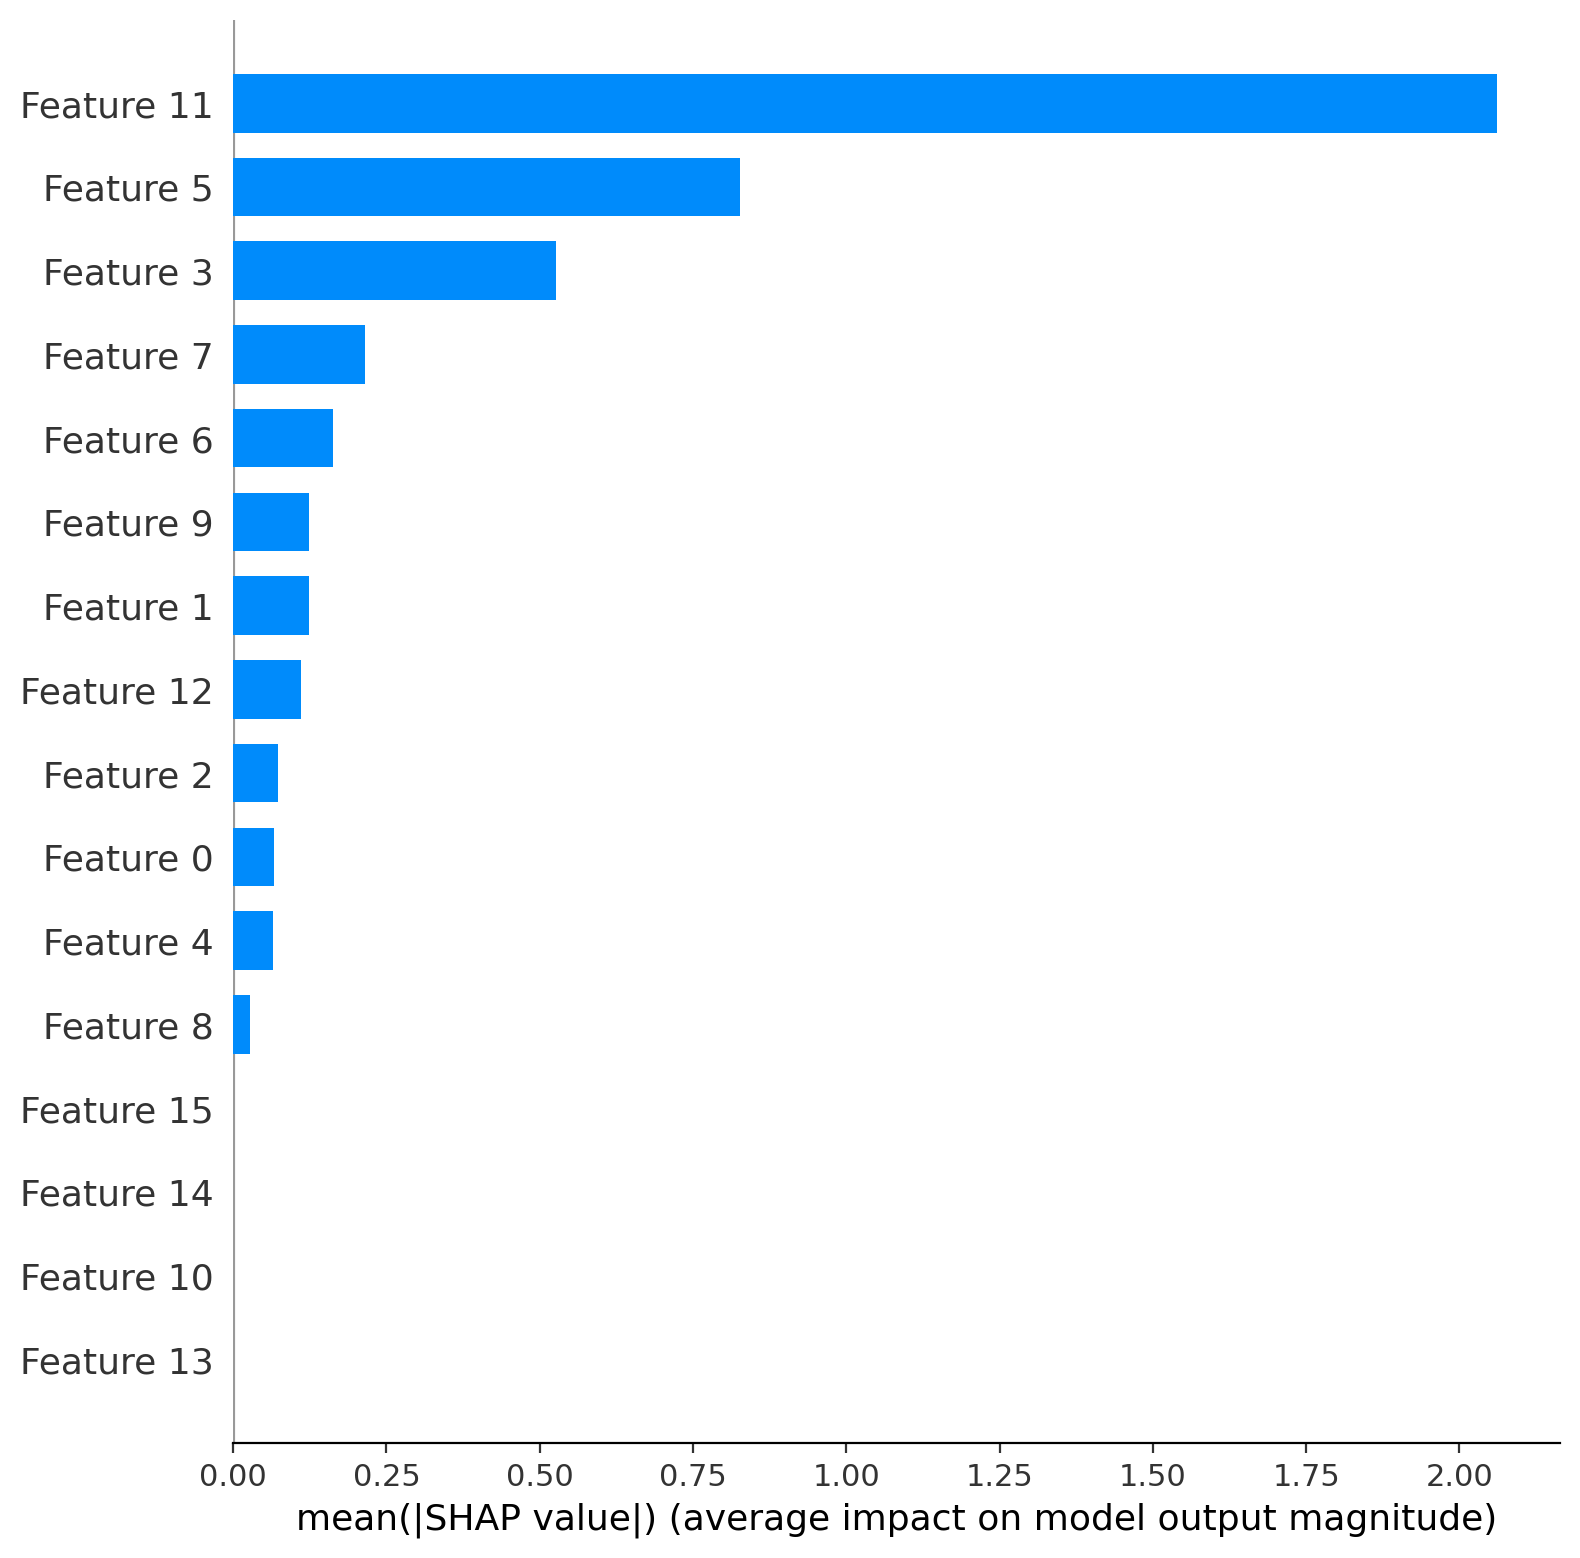 Feature 11
Feature 5
Feature 3
Feature 7
Feature 6
Feature 9
Feature 1
Feature 12
Feature 2
Feature 0
Feature 4
Feature 8
Feature 15
Feature 14
Feature 10
Feature 13
0.00 0.25 0.50 0.75 1.00 1.25 1.50 1.75 2.00
mean(|SHAP value|) (average impact on model output magnitude)